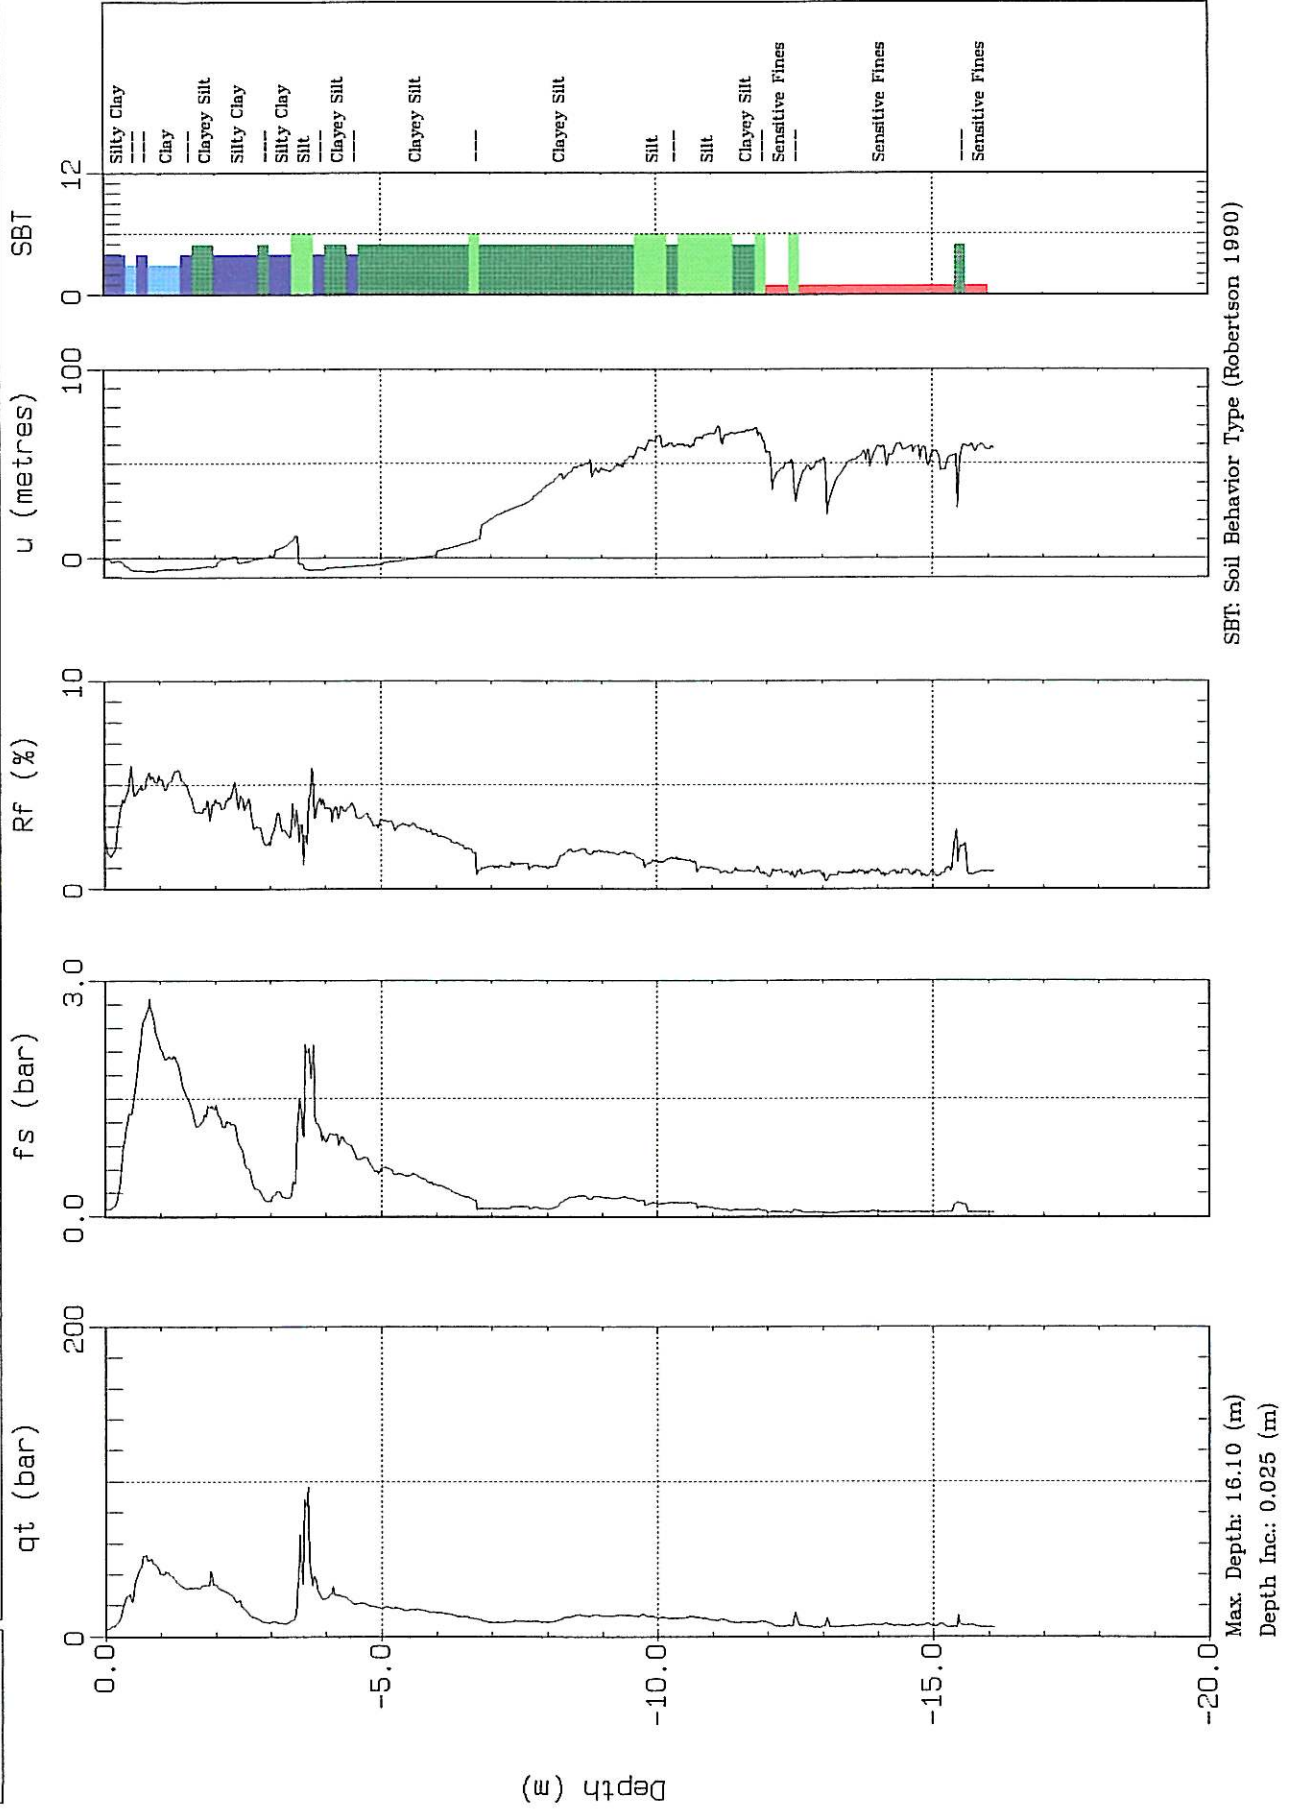 qt (bar)
fs (bar)
Rf (%)
u (metres)
SBT
0
200
0.0
3.0
0
10
0
100
0
12
0.0
-5.0
-10.0
-15.0
-20.0
Depth (m)
Silty Clay
Clay
Clayey Silt
Silty Clay
Silty Clay
Silt
Clayey Silt
Clayey Silt
Clayey Silt
Silt
Silt
Clayey Silt
Sensitive Fines
Sensitive Fines
Sensitive Fines
Max. Depth: 16.10 (m)
Depth Inc.: 0.025 (m)
SBT: Soil Behavior Type (Robertson 1990)